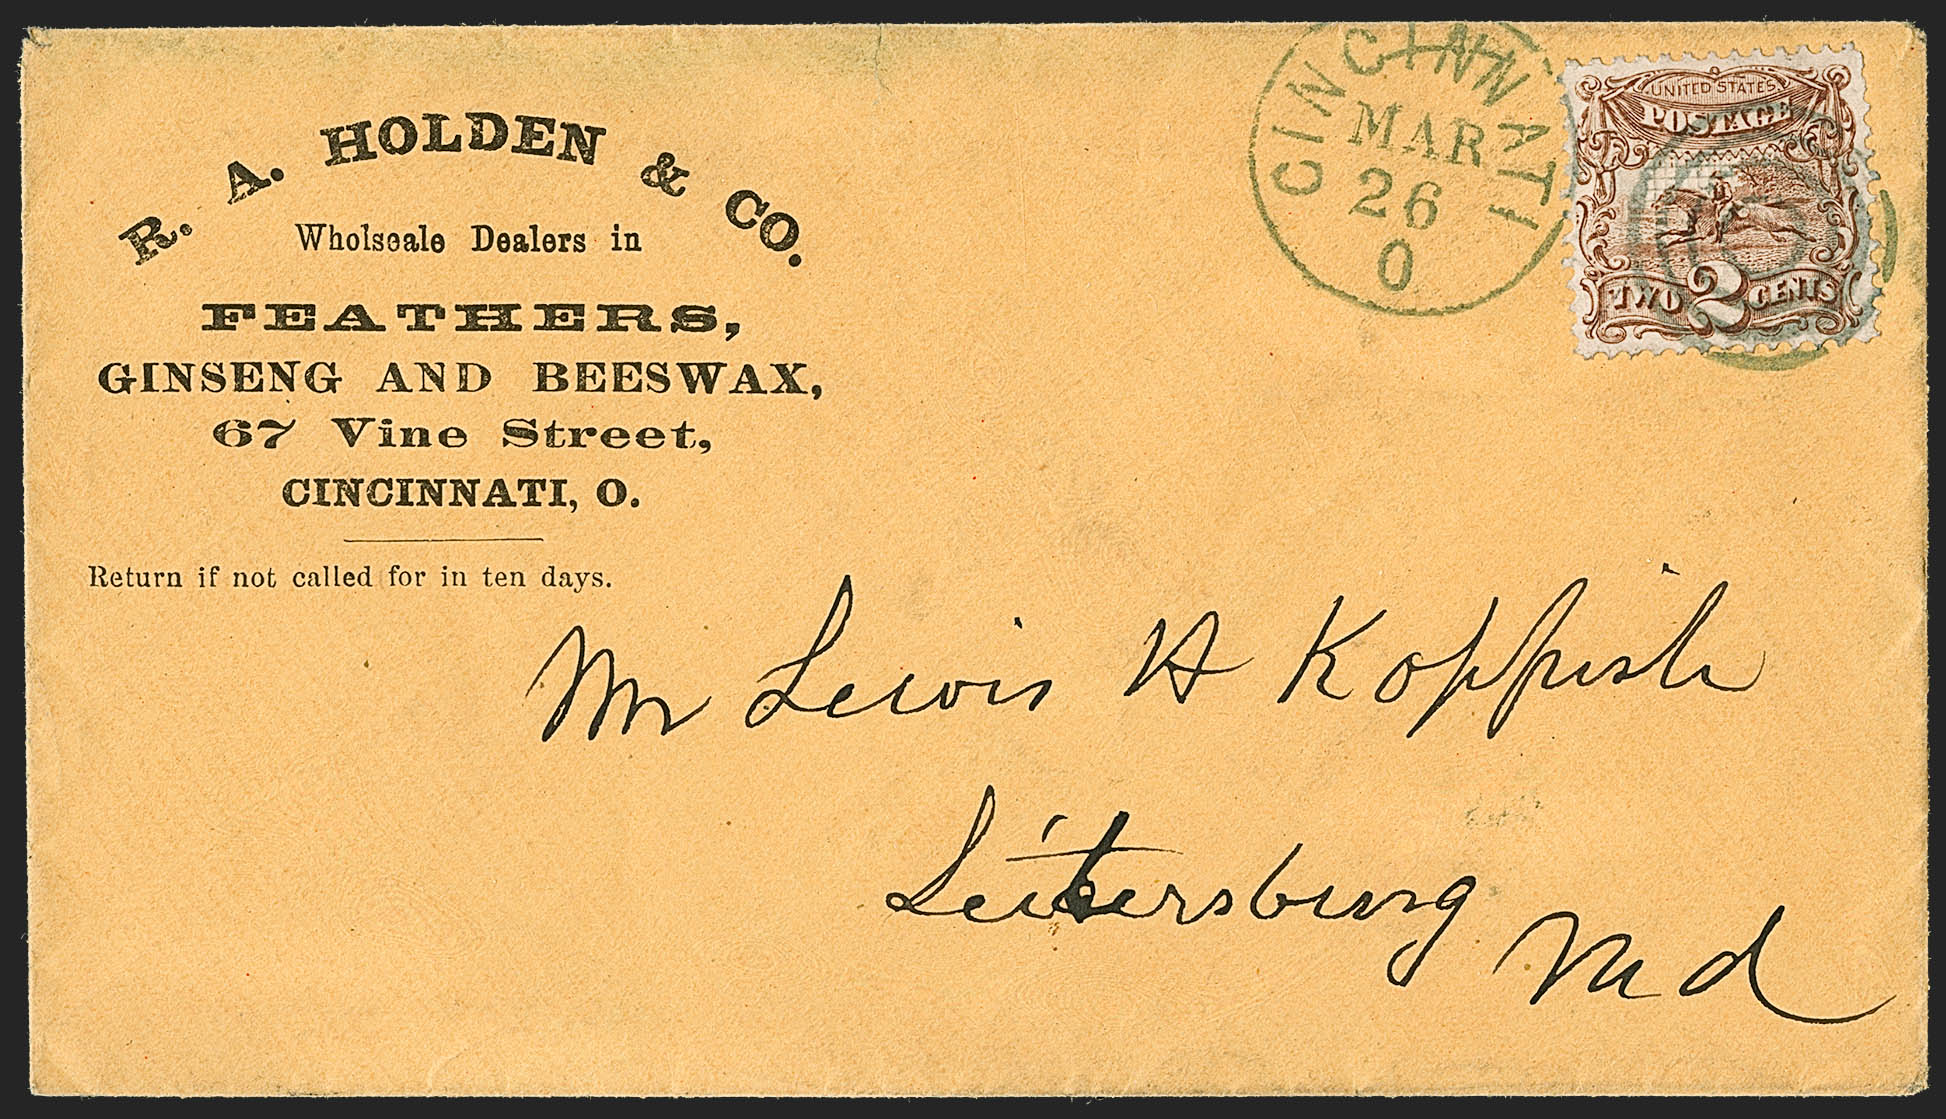 R. A. HOLDEN & CO.
Wholesale Dealers in
FEATHERS,
GINSENG AND BEESWAX,
67 Vine Street,
CINCINNATI, O.
Return if not called for in ten days.
CINCINNATI
MAR
26
O
UNITED STATES
POSTAGE
TWO 2 CENTS
Mr Lewis H Koppish
Leitersburg
Md